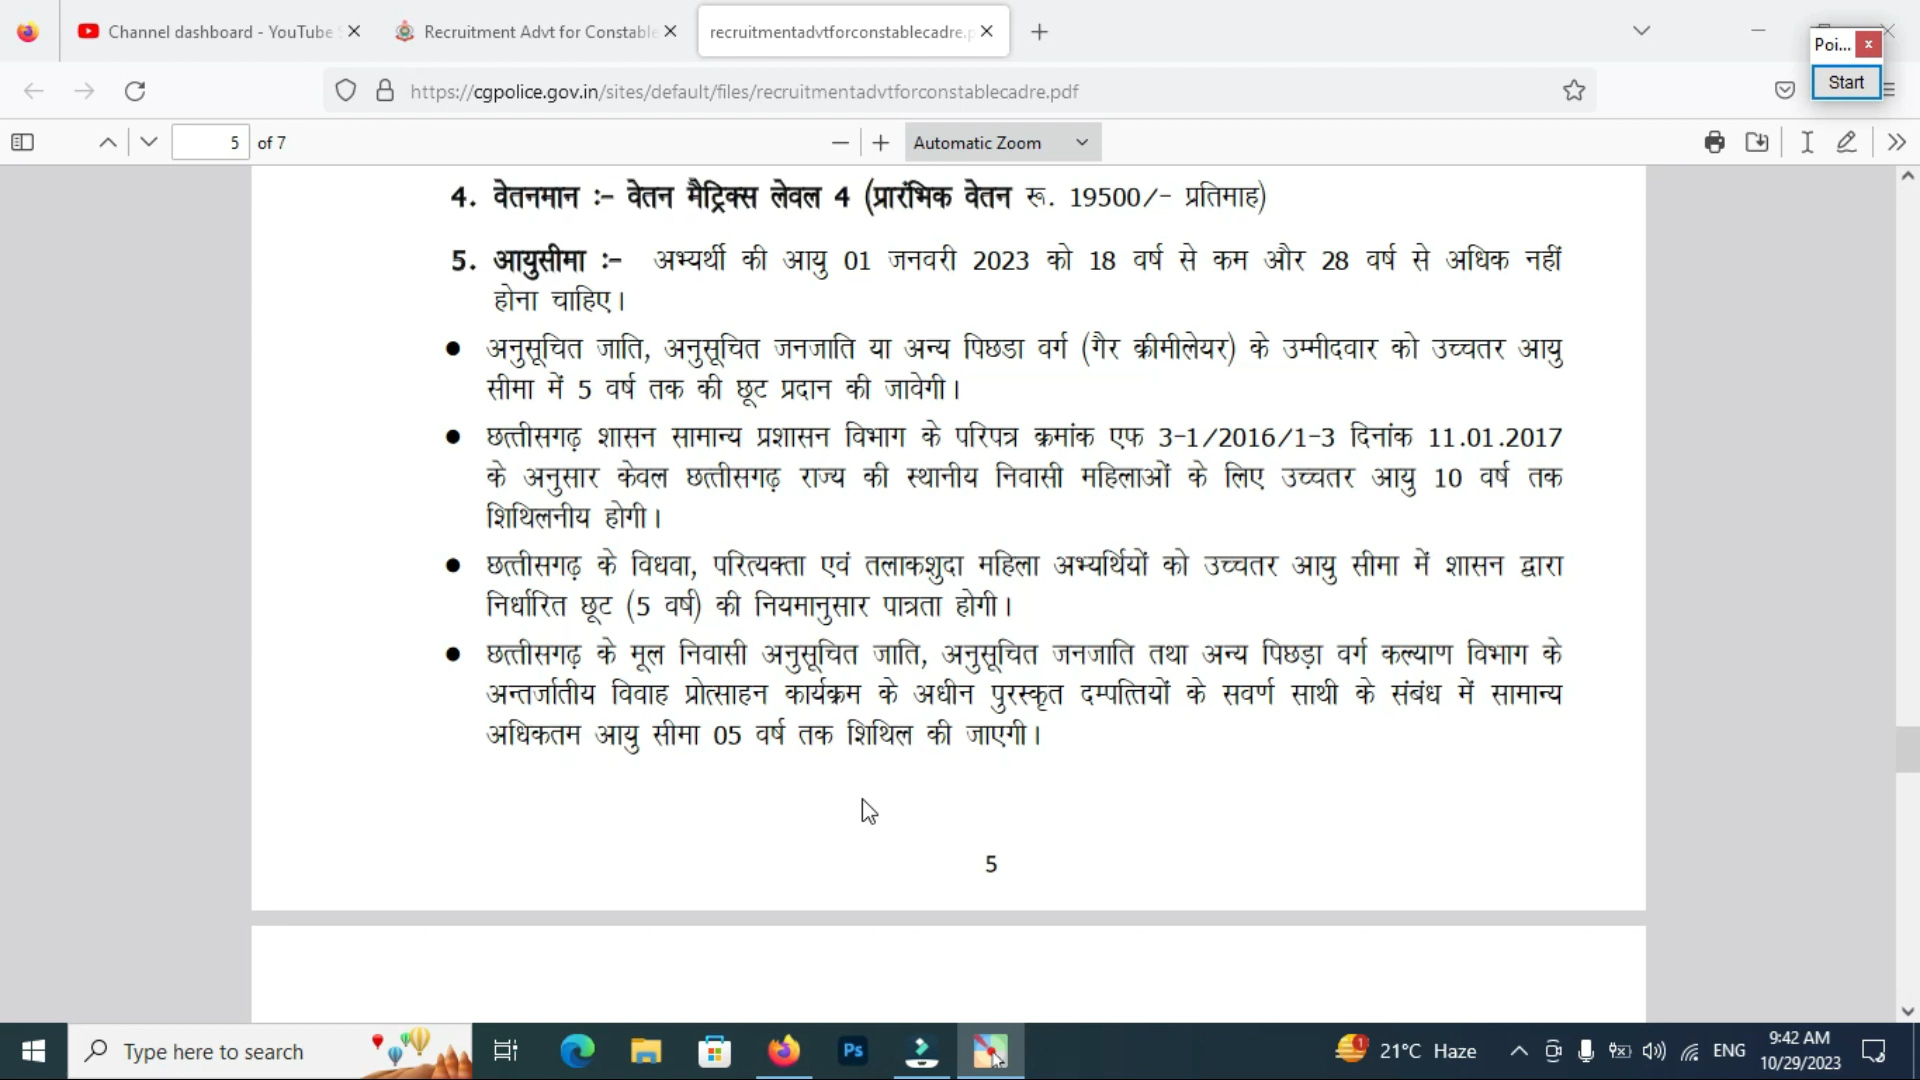 Channel dashboard - YouTube
Recruitment Advt for Constable
recruitmentadvtforconstablecadre.p
Poi...
Start
https://cgpolice.gov.in/sites/default/files/recruitmentadvtforconstablecadre.pdf
5 of 7
Automatic Zoom
4. वेतनमान :- वेतन मैट्रिक्स लेवल 4 (प्रारंभिक वेतन रू. 19500/- प्रतिमाह)
5. आयुसीमा :- अभ्यर्थी की आयु 01 जनवरी 2023 को 18 वर्ष से कम और 28 वर्ष से अधिक नहीं
होना चाहिए।
● अनुसूचित जाति, अनुसूचित जनजाति या अन्य पिछडा वर्ग (गैर क्रीमीलेयर) के उम्मीदवार को उच्चतर आयु
सीमा में 5 वर्ष तक की छूट प्रदान की जावेगी।
● छत्तीसगढ़ शासन सामान्य प्रशासन विभाग के परिपत्र क्रमांक एफ 3-1/2016/1-3 दिनांक 11.01.2017
के अनुसार केवल छत्तीसगढ़ राज्य की स्थानीय निवासी महिलाओं के लिए उच्चतर आयु 10 वर्ष तक
शिथिलनीय होगी।
● छत्तीसगढ़ के विधवा, परित्यक्ता एवं तलाकशुदा महिला अभ्यर्थियों को उच्चतर आयु सीमा में शासन द्वारा
निर्धारित छूट (5 वर्ष) की नियमानुसार पात्रता होगी।
● छत्तीसगढ़ के मूल निवासी अनुसूचित जाति, अनुसूचित जनजाति तथा अन्य पिछड़ा वर्ग कल्याण विभाग के
अन्तर्जातीय विवाह प्रोत्साहन कार्यक्रम के अधीन पुरस्कृत दम्पत्तियों के सवर्ण साथी के संबंध में सामान्य
अधिकतम आयु सीमा 05 वर्ष तक शिथिल की जाएगी।
5
Type here to search
Ps
1
21°C Haze
ENG
9:42 AM
10/29/2023